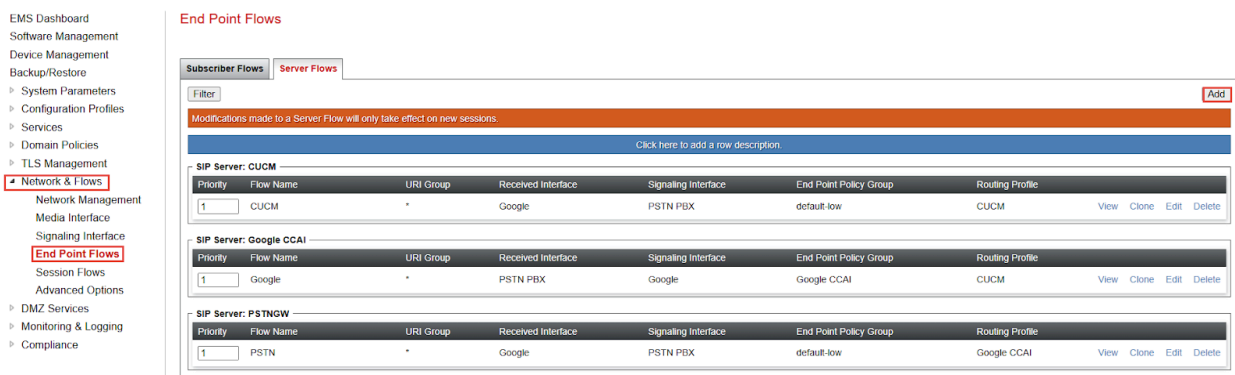 EMS Dashboard
Software Management
Device Management
Backup/Restore
System Parameters
Configuration Profiles
Services
Domain Policies
TLS Management
Network & Flows
Network Management
Media Interface
Signaling Interface
End Point Flows
Session Flows
Advanced Options
DMZ Services
Monitoring & Logging
Compliance
End Point Flows
Subscriber Flows Server Flows
Filter Add
Modifications made to a Server Flow will only take effect on new sessions.
Click here to add a row description.
SIP Server: CUCM
Priority Flow Name URI Group Received Interface Signaling Interface End Point Policy Group Routing Profile
1 CUCM * Google PSTN PBX default-low CUCM View Clone Edit Delete
SIP Server: Google CCAI
Priority Flow Name URI Group Received Interface Signaling Interface End Point Policy Group Routing Profile
1 Google * PSTN PBX Google Google CCAI CUCM View Clone Edit Delete
SIP Server: PSTNGW
Priority Flow Name URI Group Received Interface Signaling Interface End Point Policy Group Routing Profile
1 PSTN * Google PSTN PBX default-low Google CCAI View Clone Edit Delete